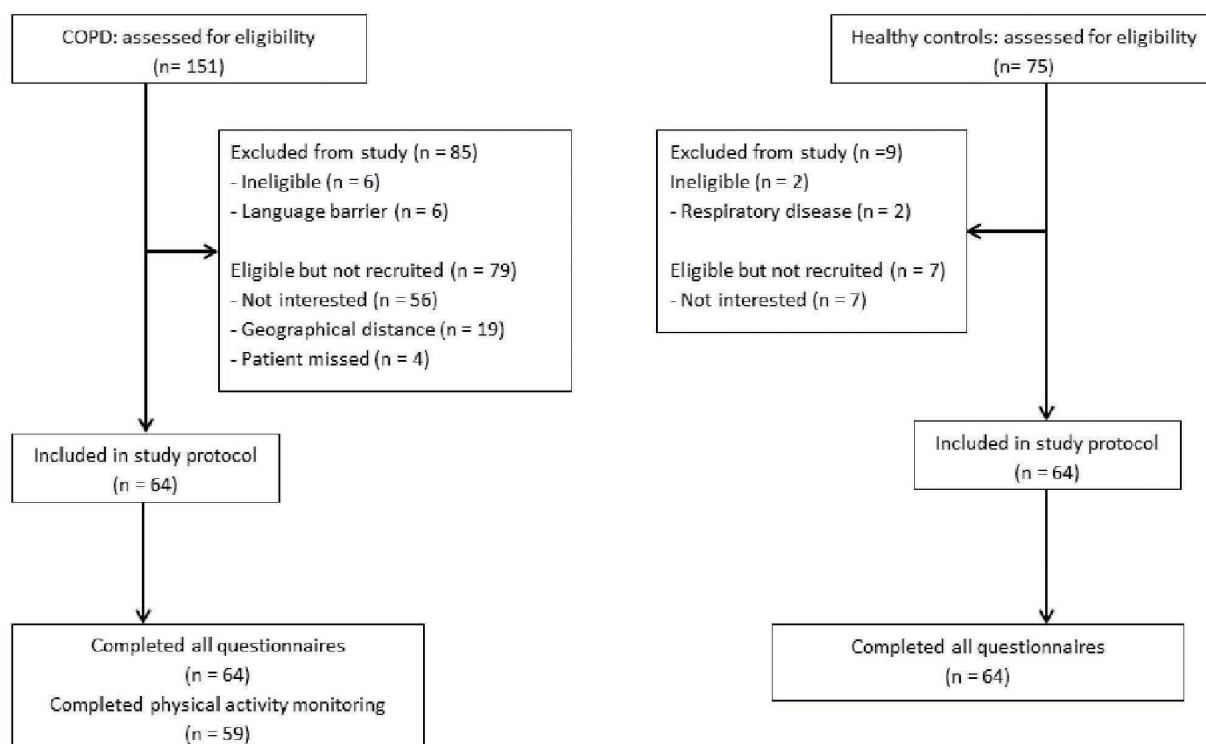 COPD: assessed for eligibility
(n= 151)
Excluded from study (n = 85)
- Ineligible (n = 6)
- Language barrier (n = 6)
Eligible but not recruited (n = 79)
- Not interested (n = 56)
- Geographical distance (n = 19)
- Patient missed (n = 4)
Included in study protocol
(n = 64)
Completed all questionnaires
(n = 64)
Completed physical activity monitoring
(n = 59)
Healthy controls: assessed for eligibility
(n= 75)
Excluded from study (n =9)
Ineligible (n = 2)
- Respiratory disease (n = 2)
Eligible but not recruited (n = 7)
- Not interested (n = 7)
Included in study protocol
(n = 64)
Completed all questionnaires
(n = 64)